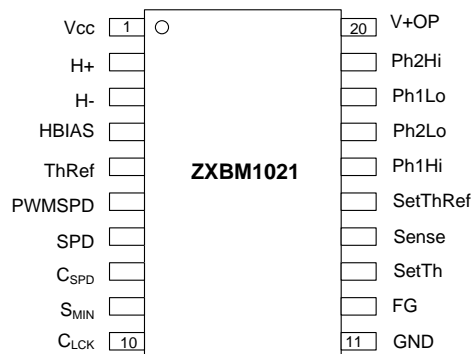 Vcc 1 20 V+OP
H+ Ph2Hi
H- Ph1Lo
HBIAS Ph2Lo
ThRef ZXBM1021 Ph1Hi
PWMSPD SetThRef
SPD Sense
CSPD SetTh
SMIN FG
CLCK 10 11 GND